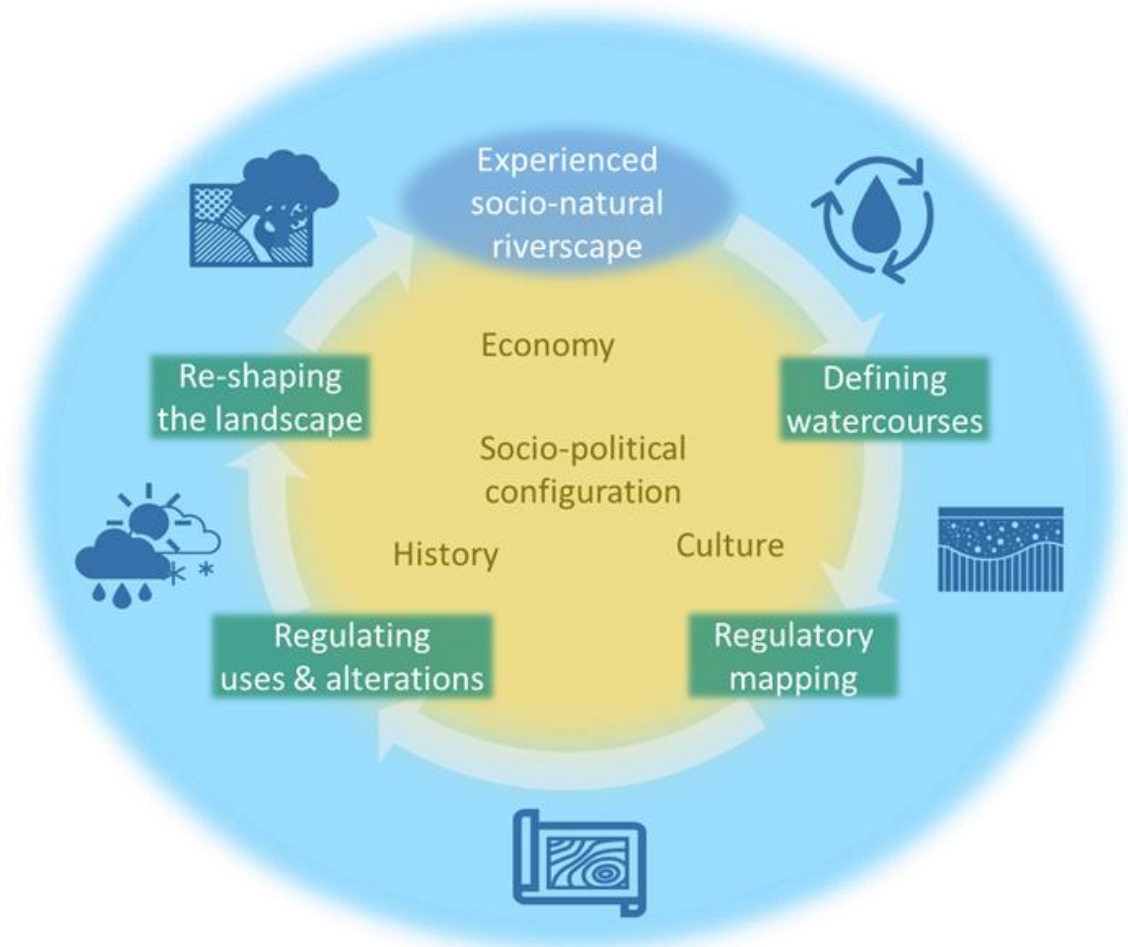 Experienced
socio-natural
riverscape
Economy
Re-shaping
the landscape
Defining
watercourses
Socio-political
configuration
History
Culture
Regulating
uses & alterations
Regulatory
mapping